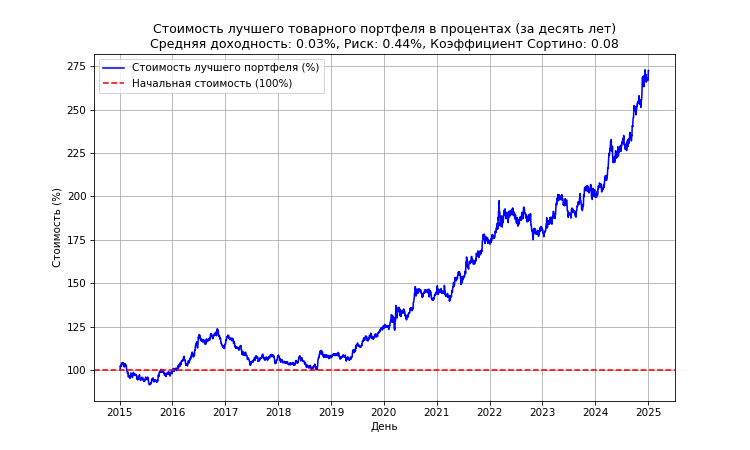 Стоимость лучшего товарного портфеля в процентах (за десять лет)
Средняя доходность: 0.03%, Риск: 0.44%, Коэффициент Сортино: 0.08
Стоимость лучшего портфеля (%)
Начальная стоимость (100%)
Стоимость (%)
275
250
225
200
175
150
125
100
2015 2016 2017 2018 2019 2020 2021 2022 2023 2024 2025
День